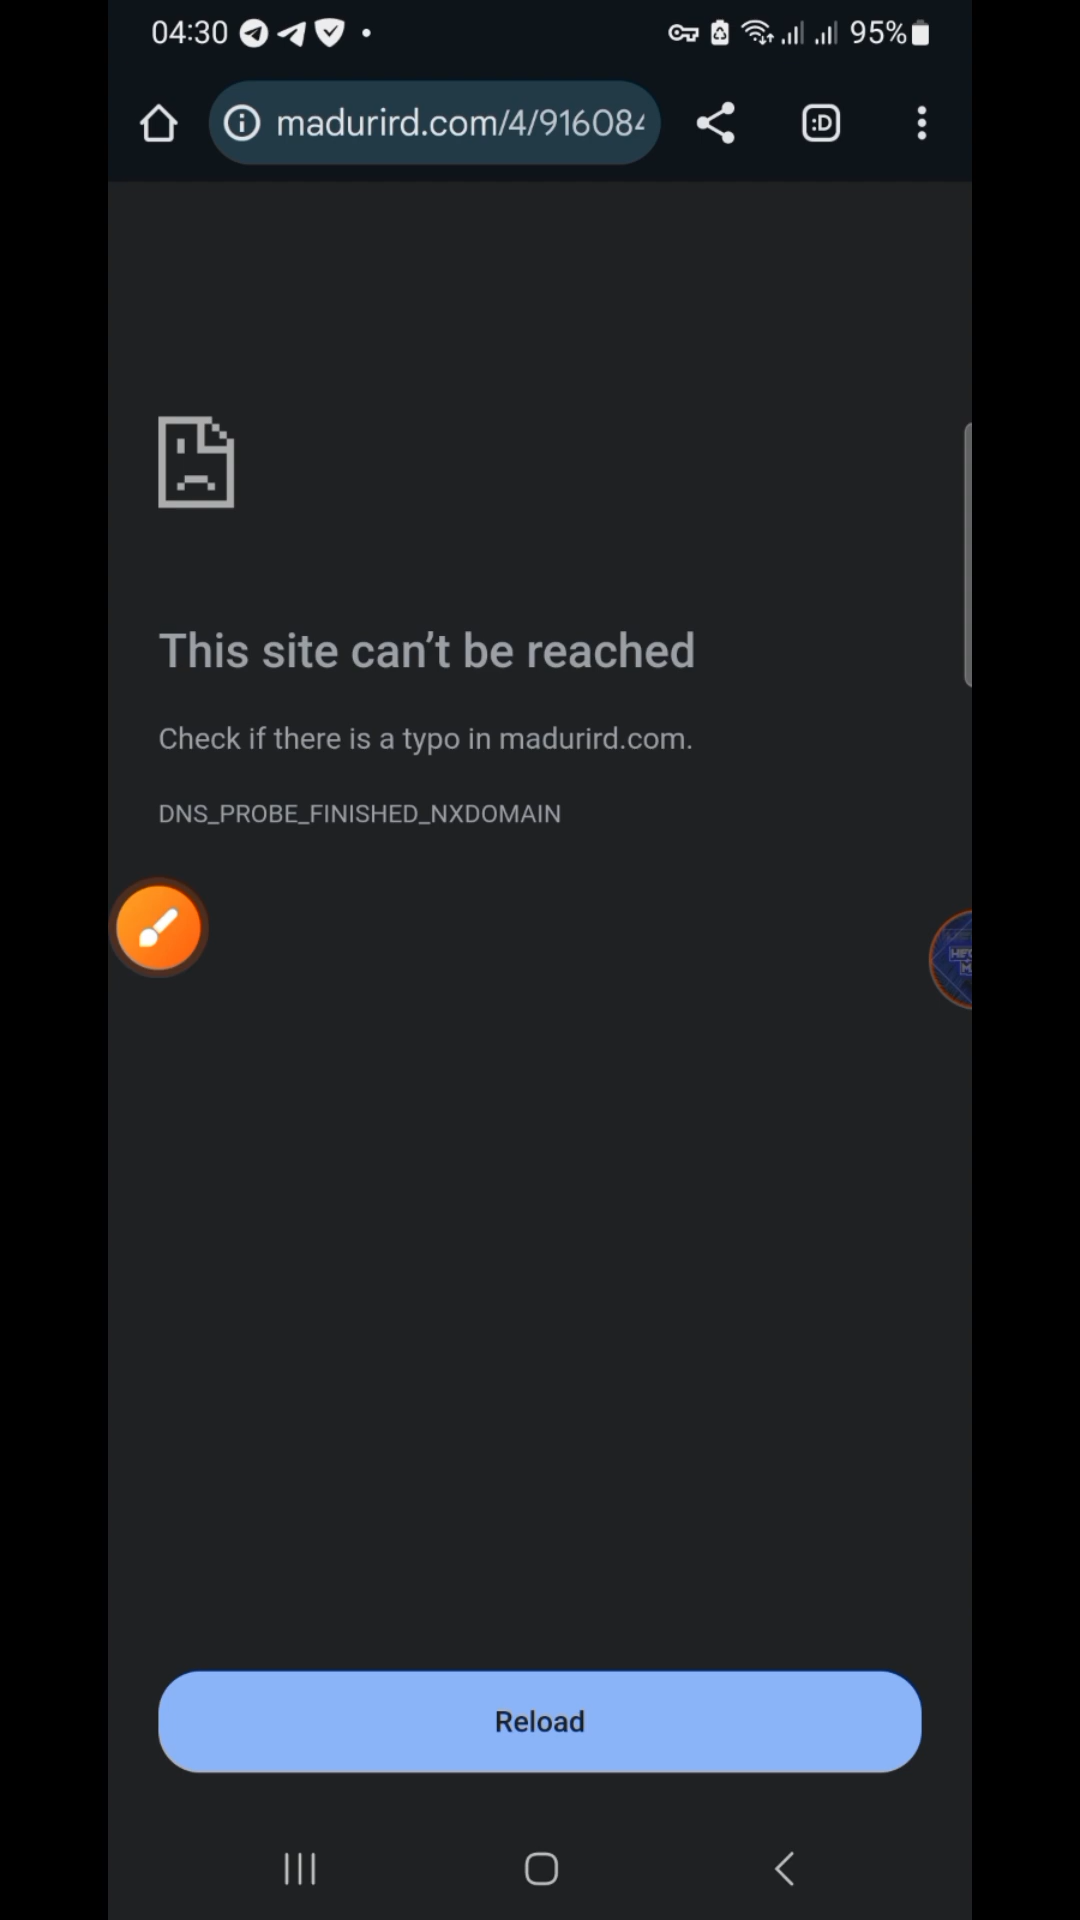 04:30
95%
madurird.com/4/916084
:D
This site can’t be reached
Check if there is a typo in madurird.com.
DNS_PROBE_FINISHED_NXDOMAIN
Reload